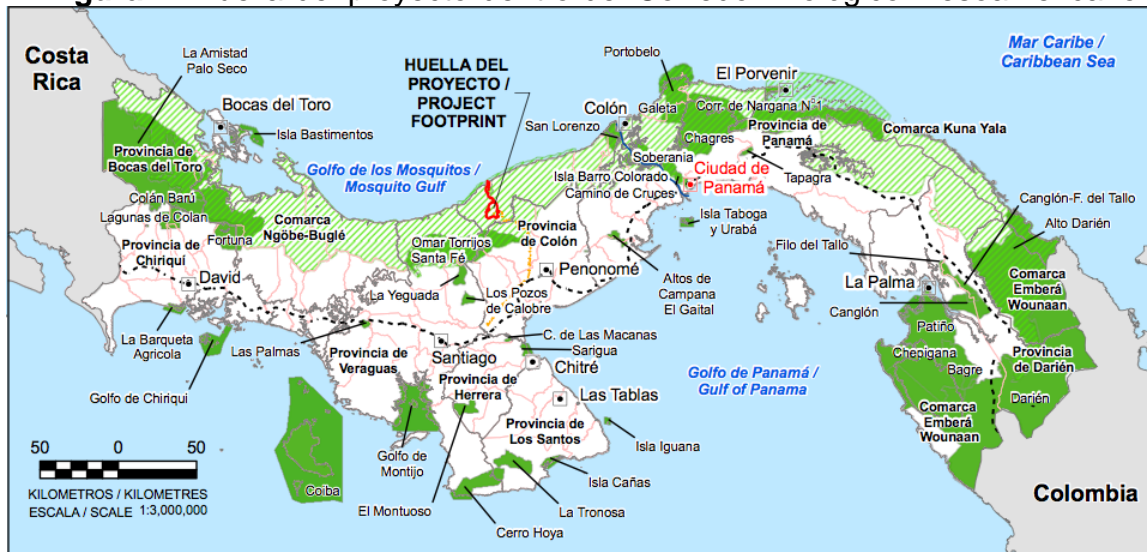 Costa
Rica
La Amistad
Palo Seco
Bocas del Toro
Isla Bastimentos
Provincia de
Bocas del Toro
Colán Barú
Lagunas de Colan
Fortuna
Provincia de
Chiriquí
David
La Barqueta
Agricola
Golfo de Chiriqui
Comarca
Ngöbe-Buglé
Golfo de los Mosquitos /
Mosquito Gulf
HUELLA DEL
PROYECTO /
PROJECT
FOOTPRINT
Portobelo
Colón
Galeta
San Lorenzo
El Porvenir
Corr. de Nargana N°1
Mar Caribe /
Caribbean Sea
Comarca Kuna Yala
Chagres
Provincia de
Panamá
Soberania
Ciudad de
Panamá
Tapagra
Isla Barro Colorado
Camino de Cruces
Isla Taboga
y Urabá
Provincia
de Colón
Omar Torrijos
Santa Fé
Penonomé
Altos de
Campana
El Gaital
La Yeguada
Los Pozos
de Calobre
Las Palmas
Santiago
C. de Las Macanas
Sarigua
Chitré
Provincia de
Veraguas
Provincia de
Herrera
Las Tablas
Provincia de
Los Santos
Golfo de
Montijo
Isla Iguana
Isla Cañas
La Tronosa
Cerro Hoya
El Montuoso
Coiba
Golfo de Panamá /
Gulf of Panama
Canglón-F. del Tallo
Alto Darién
Filo del Tallo
La Palma
Canglón
Comarca
Emberá
Wounaan
Patiño
Chepigana
Bagre
Provincia
de Darién
Darién
Comarca
Emberá
Wounaan
Colombia
50 0 50
KILOMETROS / KILOMETRES
ESCALA / SCALE 1:3,000,000